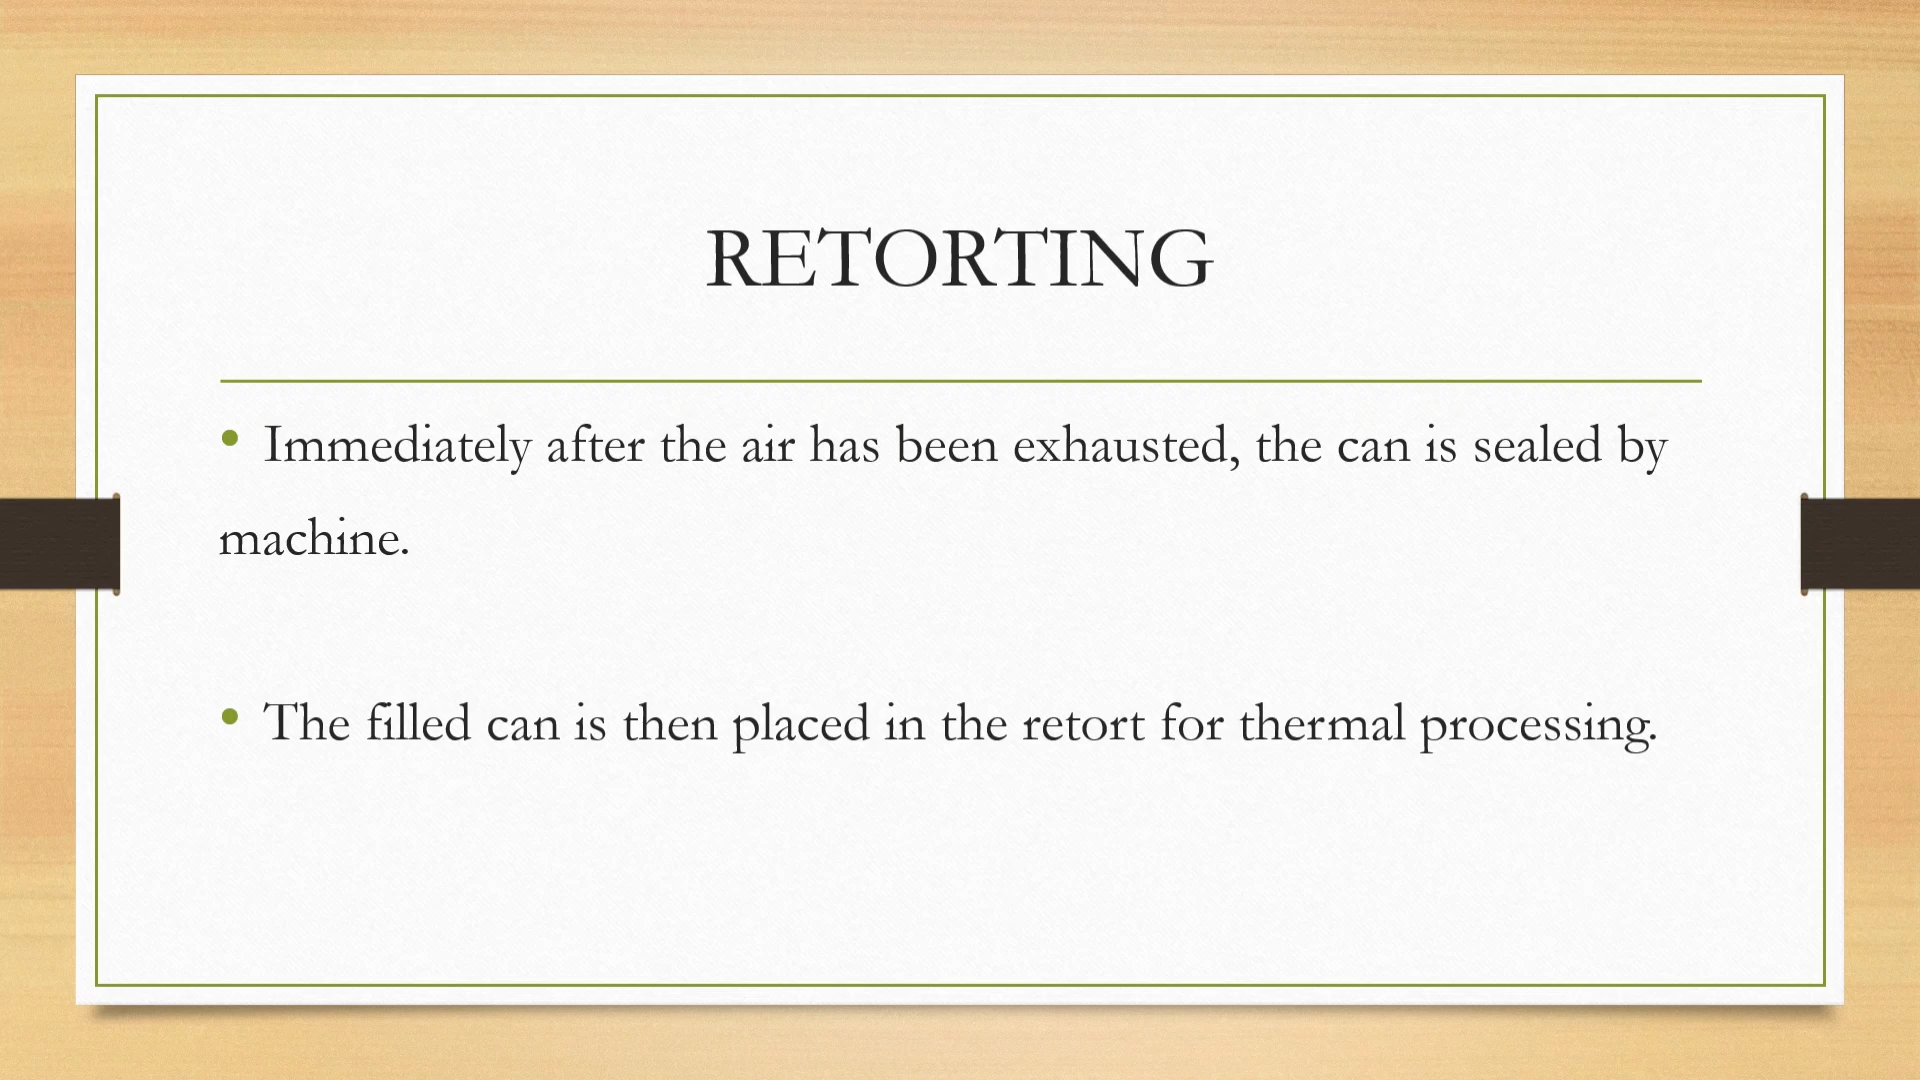 RETORTING
• Immediately after the air has been exhausted, the can is sealed by
machine.
• The filled can is then placed in the retort for thermal processing.